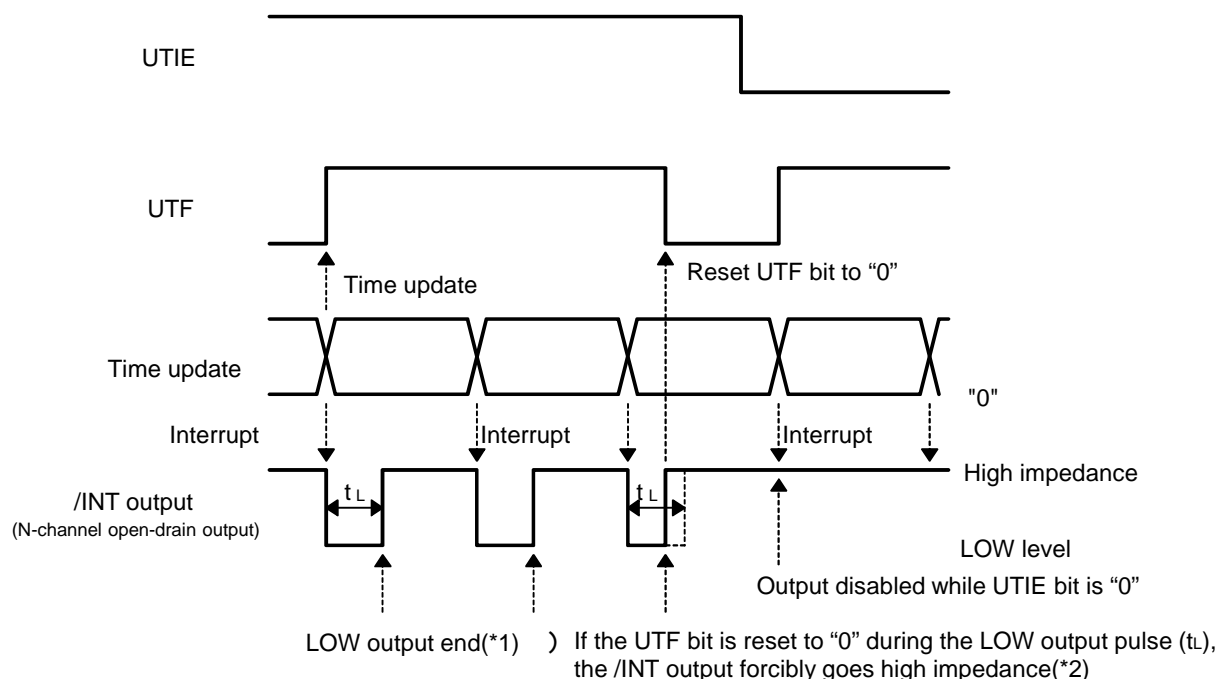 UTIE
UTF
Reset UTF bit to “0”
Time update
Time update
"0"
Interrupt
Interrupt
Interrupt
High impedance
tL
tL
/INT output
(N-channel open-drain output)
LOW level
Output disabled while UTIE bit is “0”
LOW output end(*1)
) If the UTF bit is reset to “0” during the LOW output pulse (tL),
the /INT output forcibly goes high impedance(*2)